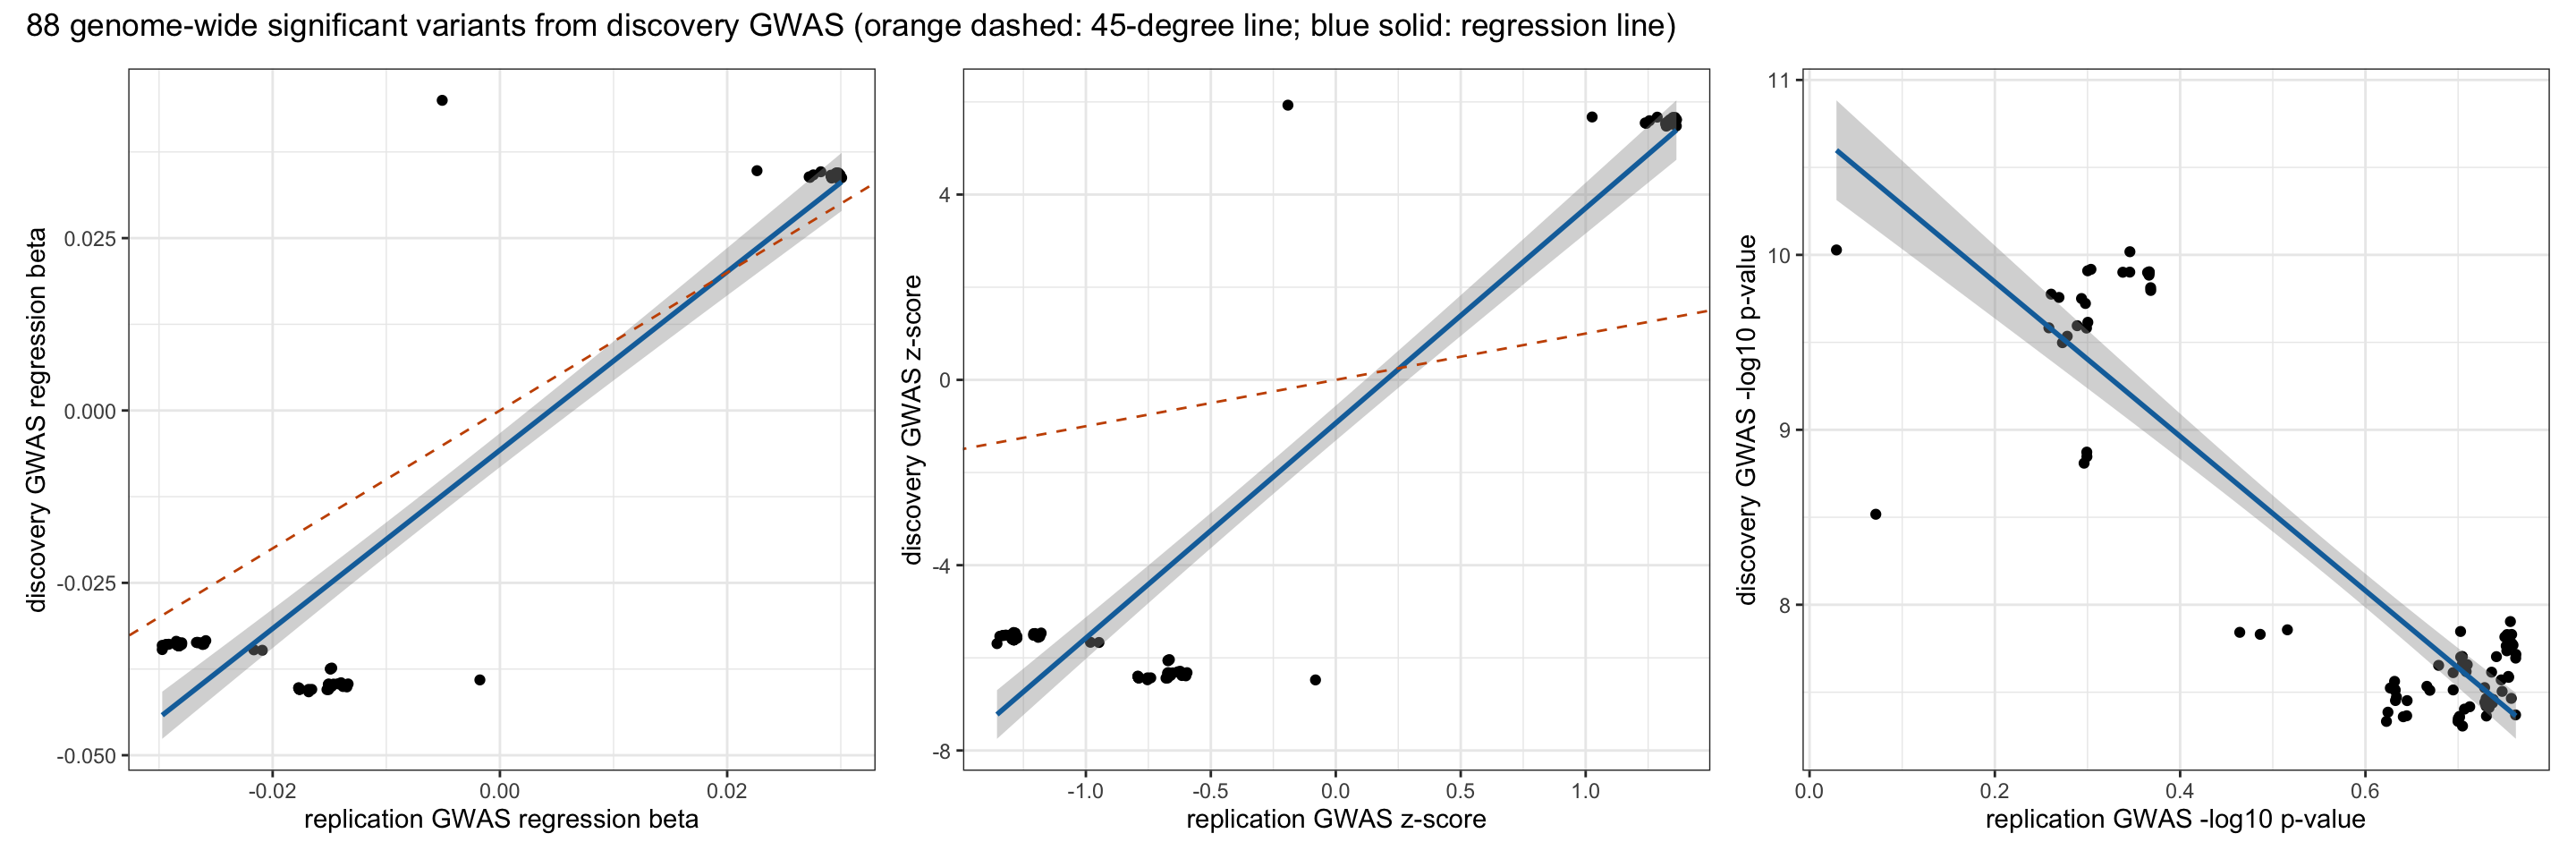 88 genome-wide significant variants from discovery GWAS (orange dashed: 45-degree line; blue solid: regression line)
discovery GWAS regression beta
0.025
0.000
-0.025
-0.050
-0.02 0.00 0.02
replication GWAS regression beta
discovery GWAS z-score
4
0
-4
-8
-1.0 -0.5 0.0 0.5 1.0
replication GWAS z-score
discovery GWAS -log10 p-value
11
10
9
8
0.0 0.2 0.4 0.6
replication GWAS -log10 p-value